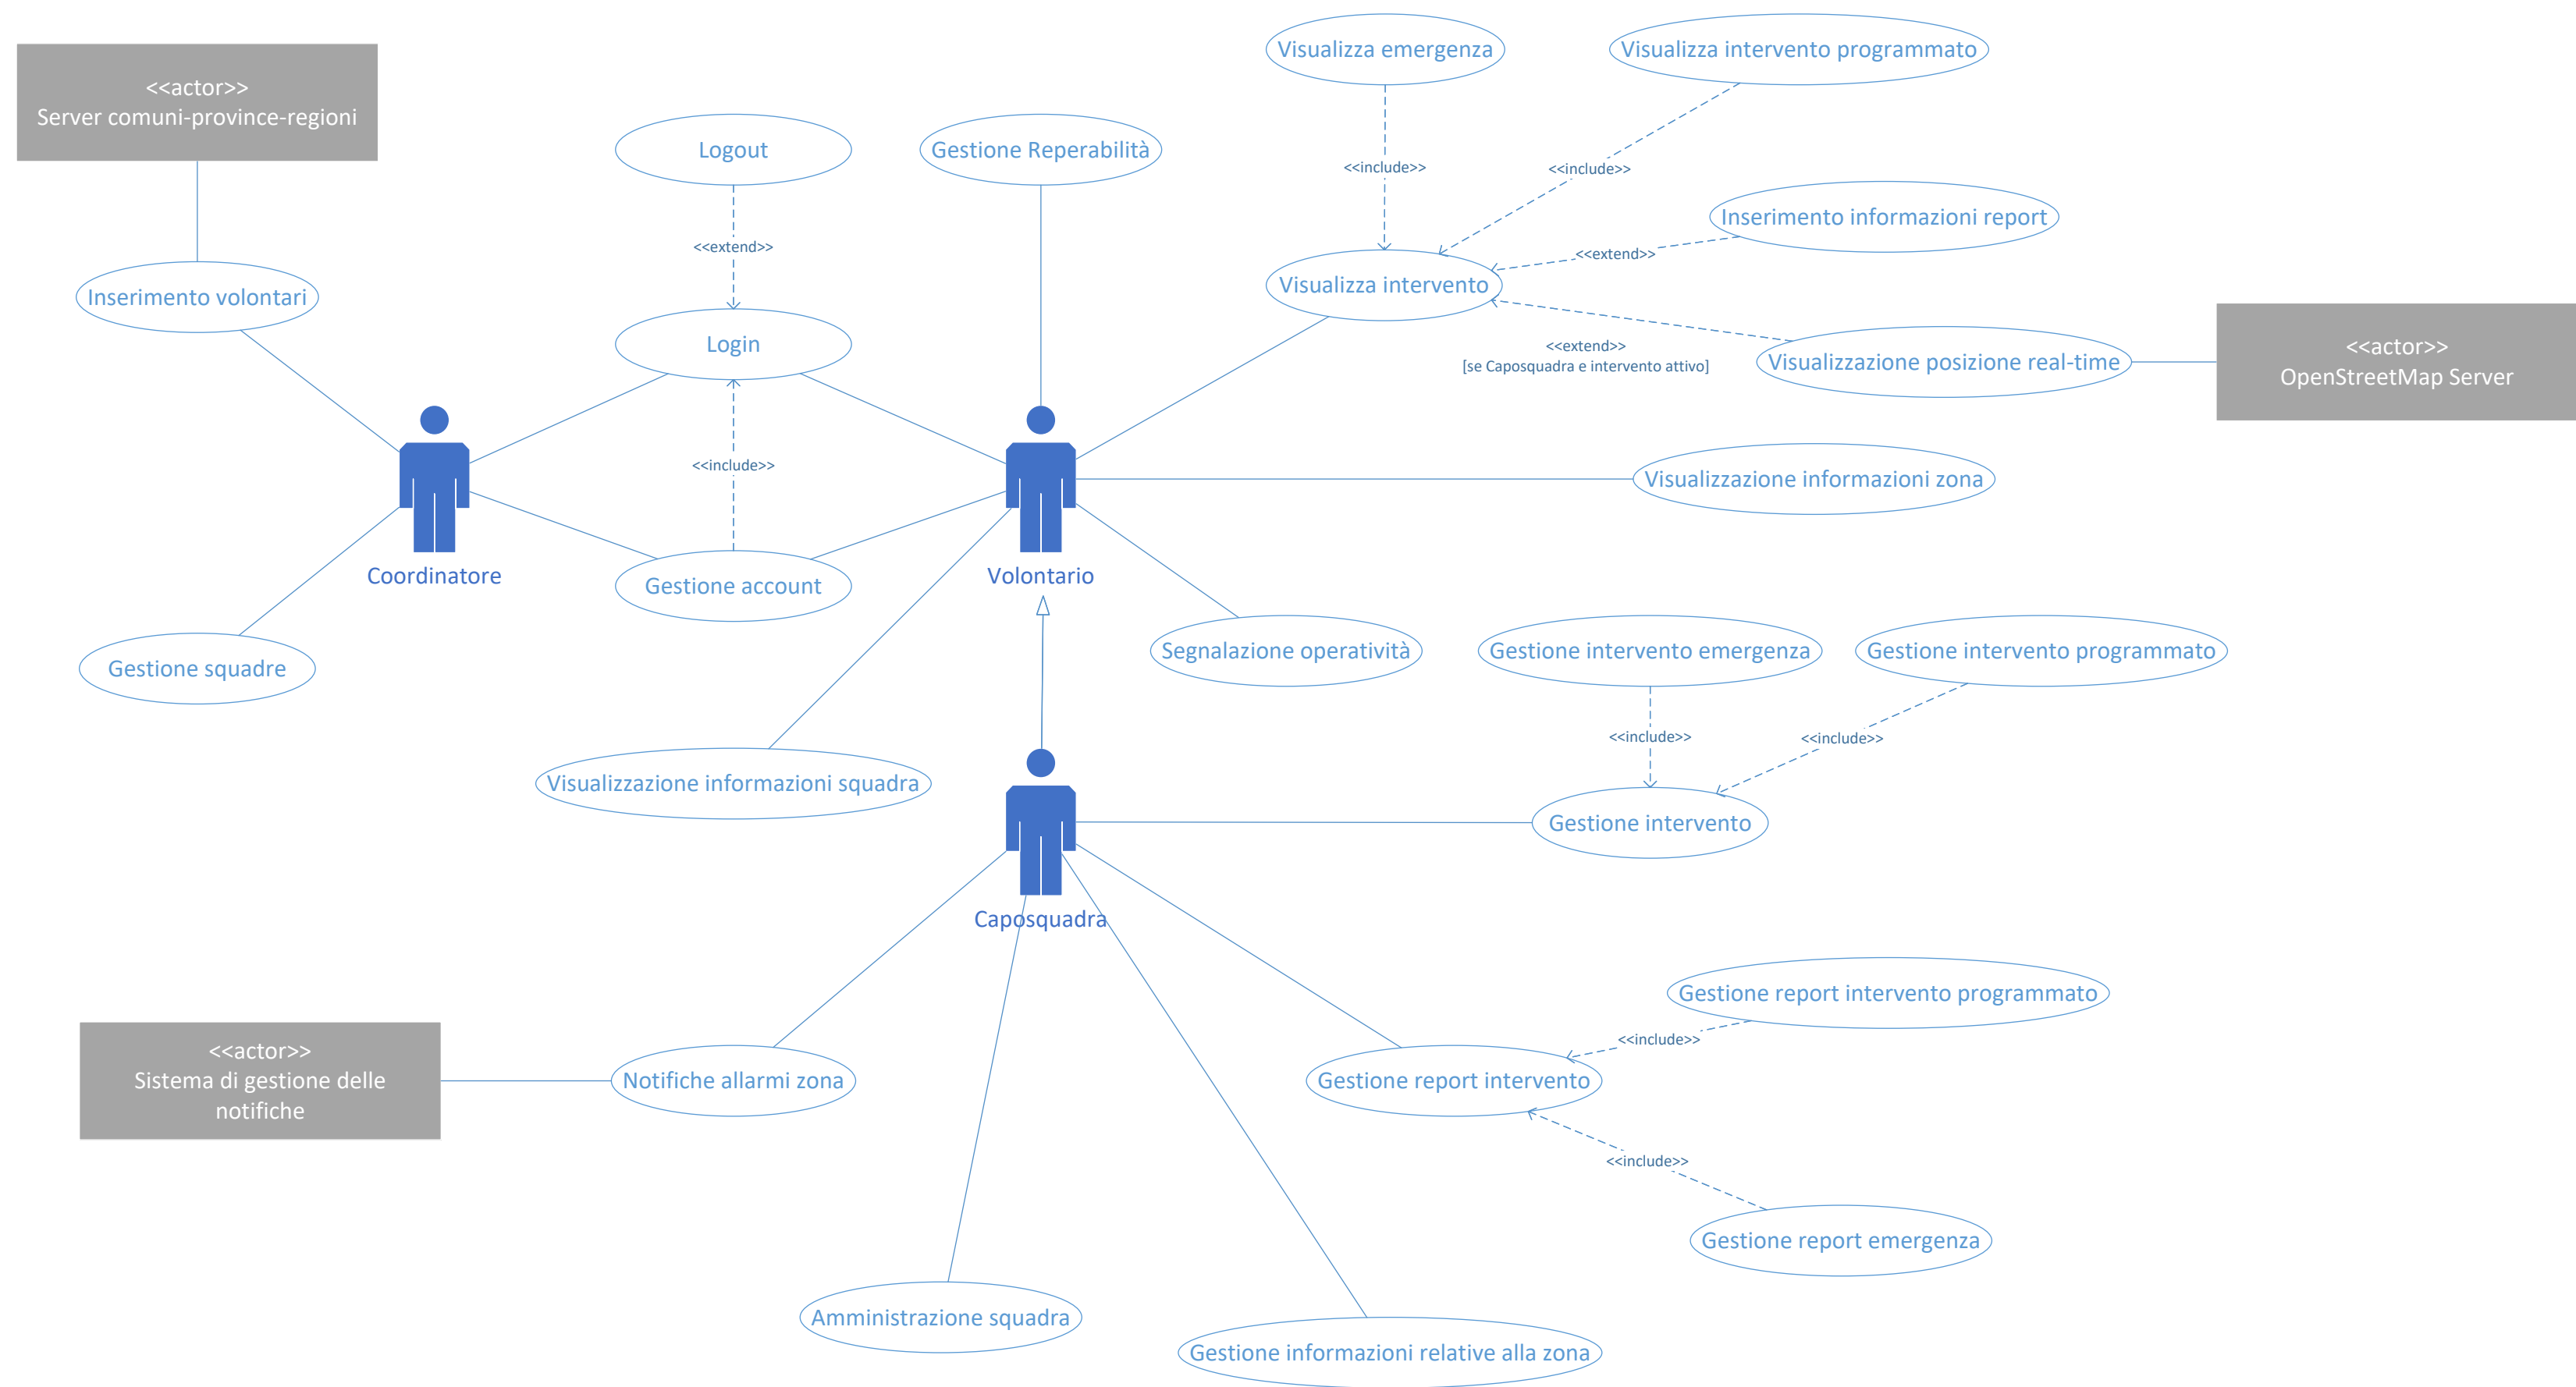 Visualizza emergenza
Visualizza intervento programmato
<<actor>>
Server comuni-province-regioni
Logout
Gestione Reperabilità
<<include>>
<<include>>
Inserimento informazioni report
<<extend>>
<<extend>>
Inserimento volontari
Visualizza intervento
Login
<<extend>>
[se Caposquadra e intervento attivo]
Visualizzazione posizione real-time
<<actor>>
OpenStreetMap Server
<<include>>
Visualizzazione informazioni zona
Coordinatore
Gestione account
Volontario
Gestione squadre
Segnalazione operatività
Gestione intervento emergenza
Gestione intervento programmato
<<include>>
<<include>>
Visualizzazione informazioni squadra
Gestione intervento
Caposquadra
Gestione report intervento programmato
<<include>>
<<actor>>
Sistema di gestione delle
notifiche
Notifiche allarmi zona
Gestione report intervento
<<include>>
Gestione report emergenza
Amministrazione squadra
Gestione informazioni relative alla zona